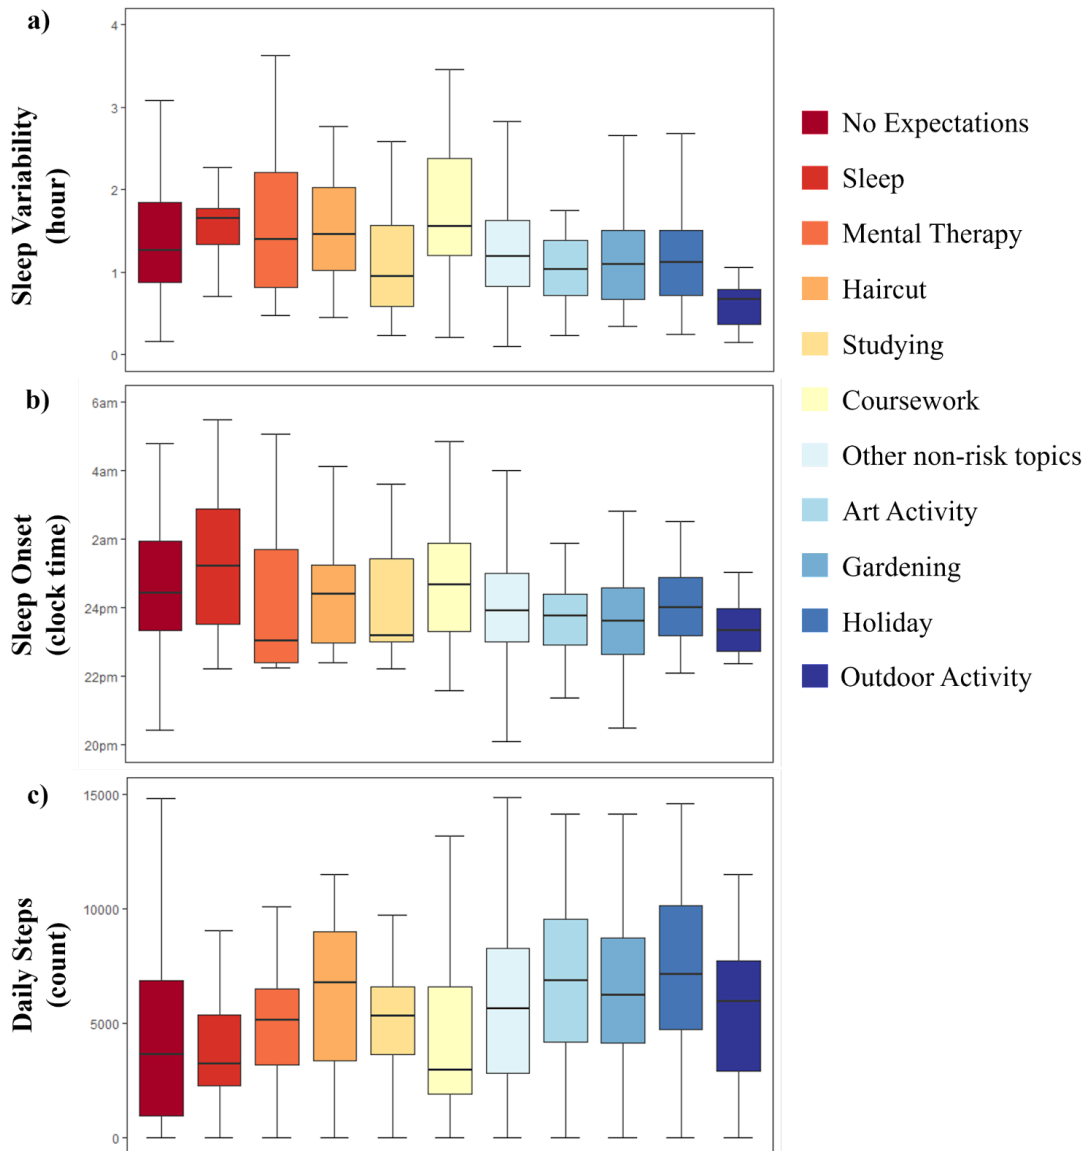 a)
Sleep Variability
(hour)
4
3
2
1
0
b)
Sleep Onset
(clock time)
6am
4am
2am
24pm
22pm
20pm
c)
Daily Steps
(count)
15000
10000
5000
0
No Expectations
Sleep
Mental Therapy
Haircut
Studying
Coursework
Other non-risk topics
Art Activity
Gardening
Holiday
Outdoor Activity